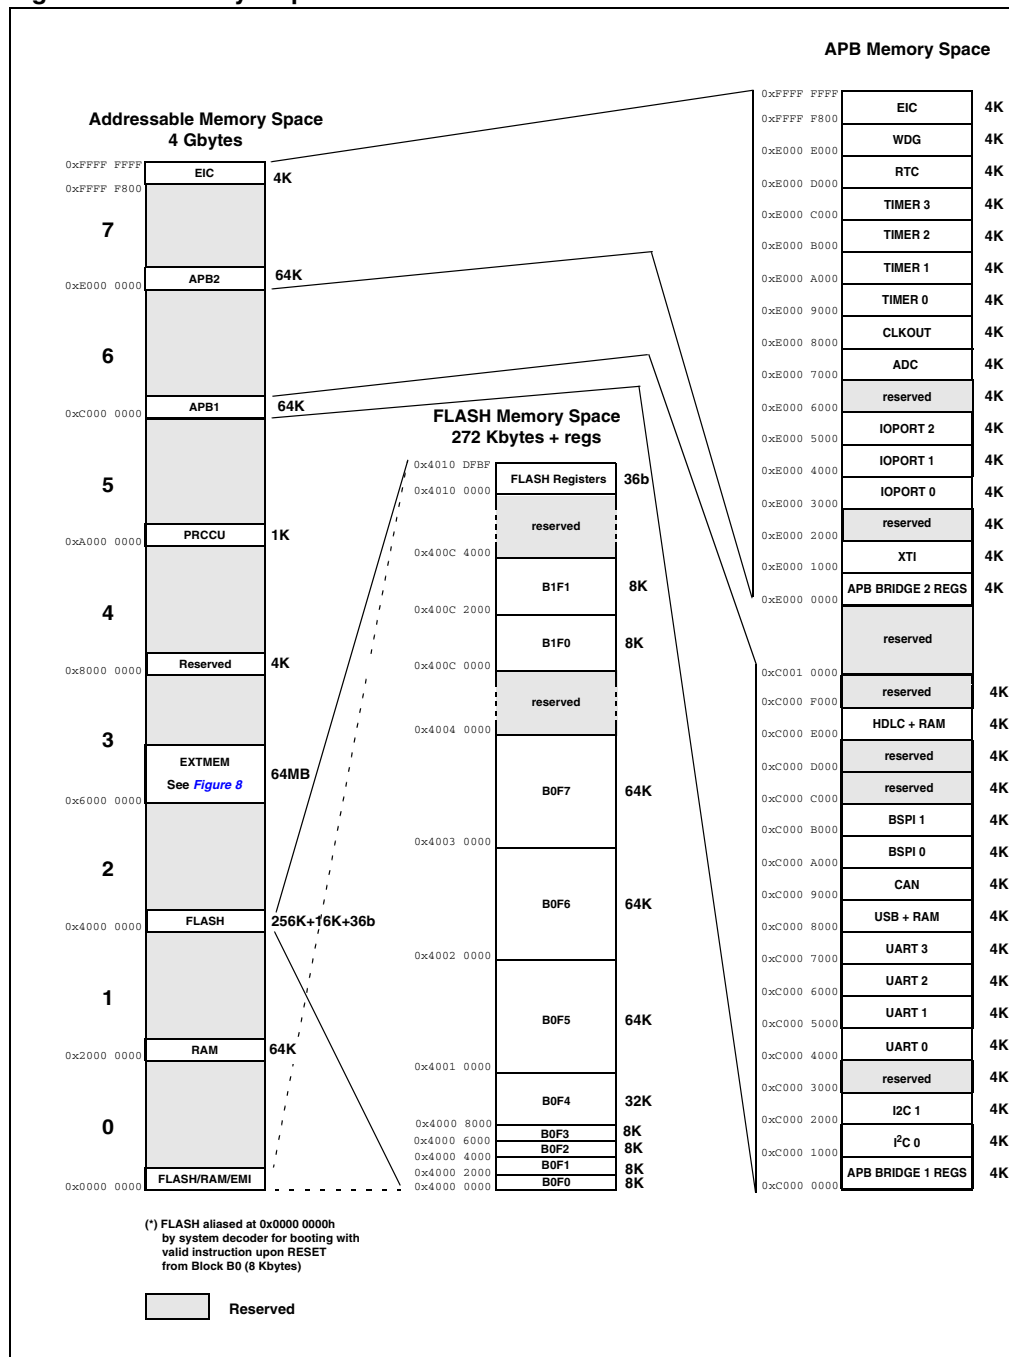 APB Memory Space
Addressable Memory Space
4 Gbytes
0xFFFF FFFF
EIC
4K
0xFFFF F800
7
APB2
64K
0xE000 0000
6
APB1
64K
0xC000 0000
5
PRCCU
1K
0xA000 0000
4
Reserved
4K
0x8000 0000
3
EXTMEM
See Figure 8
64MB
0x6000 0000
2
FLASH
256K+16K+36b
0x4000 0000
1
RAM
64K
0x2000 0000
0
FLASH/RAM/EMI
0x0000 0000
(*) FLASH aliased at 0x0000 0000h
by system decoder for booting with
valid instruction upon RESET
from Block B0 (8 Kbytes)
Reserved
FLASH Memory Space
272 Kbytes + regs
0x4010 DFBF
FLASH Registers
36b
0x4010 0000
reserved
0x400C 4000
B1F1
8K
0x400C 2000
B1F0
8K
0x400C 0000
reserved
0x4004 0000
B0F7
64K
0x4003 0000
B0F6
64K
0x4002 0000
B0F5
64K
0x4001 0000
B0F4
32K
0x4000 8000
B0F3
8K
0x4000 6000
B0F2
8K
0x4000 4000
B0F1
8K
0x4000 2000
B0F0
8K
0x4000 0000
0xFFFF FFFF
EIC
4K
0xFFFF F800
WDG
4K
0xE000 E000
RTC
4K
0xE000 D000
TIMER 3
4K
0xE000 C000
TIMER 2
4K
0xE000 B000
TIMER 1
4K
0xE000 A000
TIMER 0
4K
0xE000 9000
CLKOUT
4K
0xE000 8000
ADC
4K
0xE000 7000
reserved
4K
0xE000 6000
IOPORT 2
4K
0xE000 5000
IOPORT 1
4K
0xE000 4000
IOPORT 0
4K
0xE000 3000
reserved
4K
0xE000 2000
XTI
4K
0xE000 1000
APB BRIDGE 2 REGS
4K
0xE000 0000
reserved
0xC001 0000
reserved
4K
0xC000 F000
HDLC + RAM
4K
0xC000 E000
reserved
4K
0xC000 D000
reserved
4K
0xC000 C000
BSPI 1
4K
0xC000 B000
BSPI 0
4K
0xC000 A000
CAN
4K
0xC000 9000
USB + RAM
4K
0xC000 8000
UART 3
4K
0xC000 7000
UART 2
4K
0xC000 6000
UART 1
4K
0xC000 5000
UART 0
4K
0xC000 4000
reserved
4K
0xC000 3000
I2C 1
4K
0xC000 2000
I²C 0
4K
0xC000 1000
APB BRIDGE 1 REGS
4K
0xC000 0000